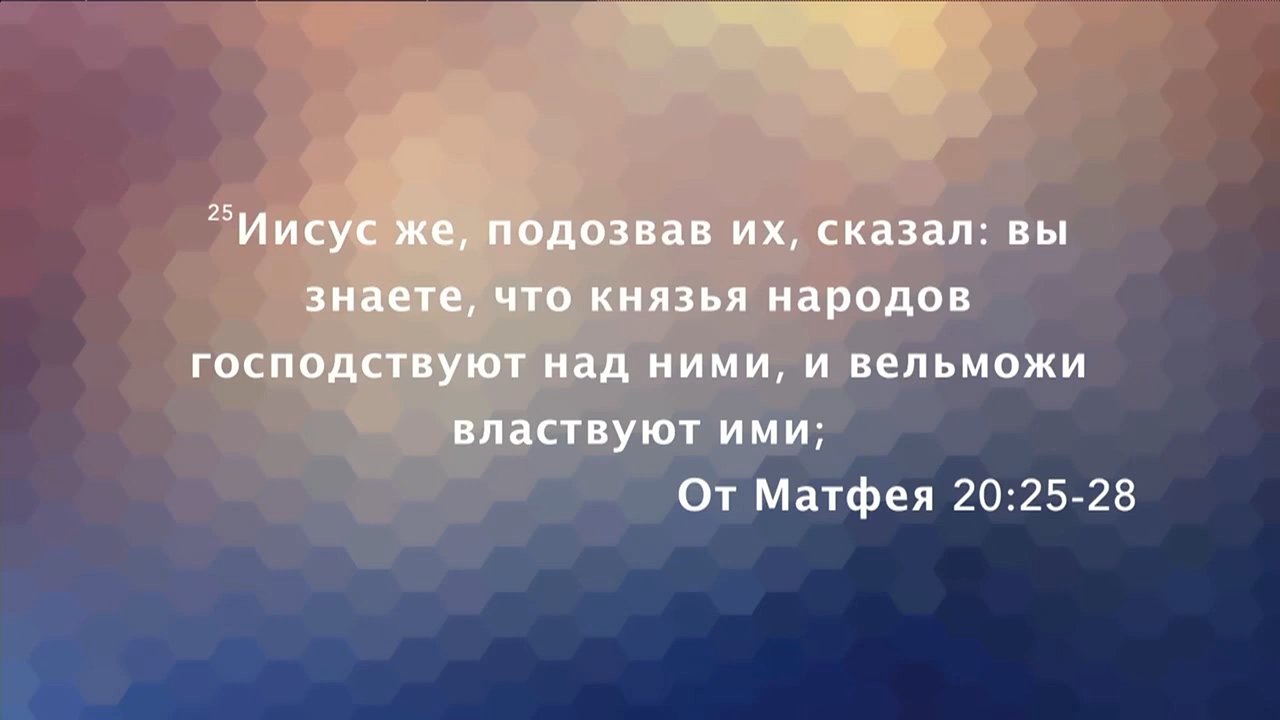 25Иисус же, подозвав их, сказал: вы
знаете, что князья народов
господствуют над ними, и вельможи
властвуют ими;
От Матфея 20:25-28